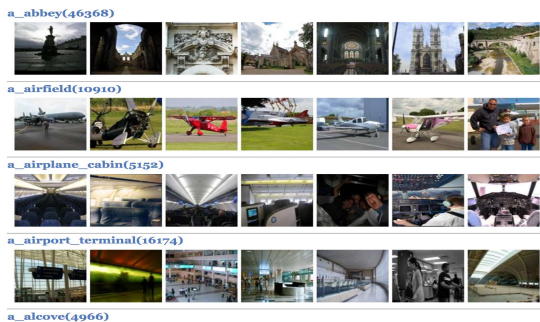 a_abbey(46368)
a_airfield(10910)
a_airplane_cabin(5152)
a_airport_terminal(16174)
a_alcove(4966)